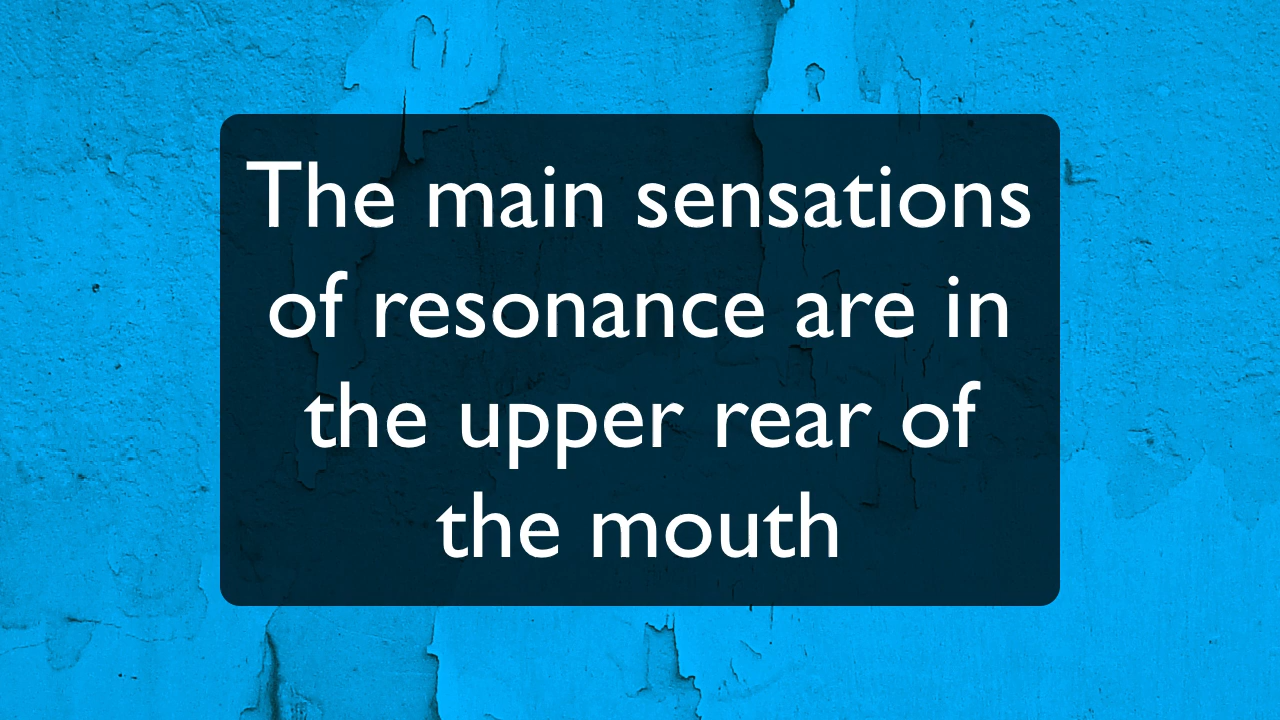 The main sensations
of resonance are in
the upper rear of
the mouth